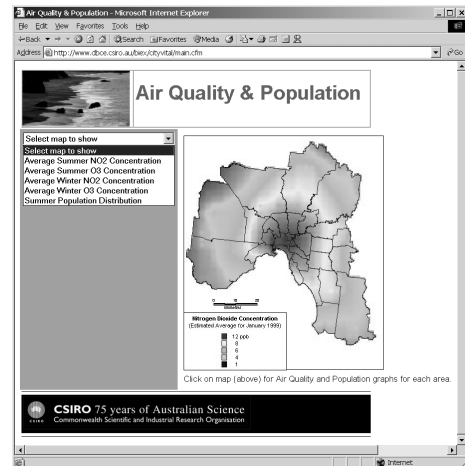 Air Quality & Population - Microsoft Internet Explorer
File Edit View Favorites Tools Help
Back Search Favorites Media
Address http://www.dbce.csiro.au/biex/cityvital/main.cfm Go
Air Quality & Population
Select map to show
Select map to show
Average Summer NO2 Concentration
Average Summer O3 Concentration
Average Winter NO2 Concentration
Average Winter O3 Concentration
Summer Population Distribution
0 10 20
Nitrogen Dioxide Concentration
(Estimated Average for January 1999)
12 ppb
8
6
4
1
Click on map (above) for Air Quality and Population graphs for each area.
CSIRO 75 years of Australian Science
Commonwealth Scientific and Industrial Research Organisation
Internet